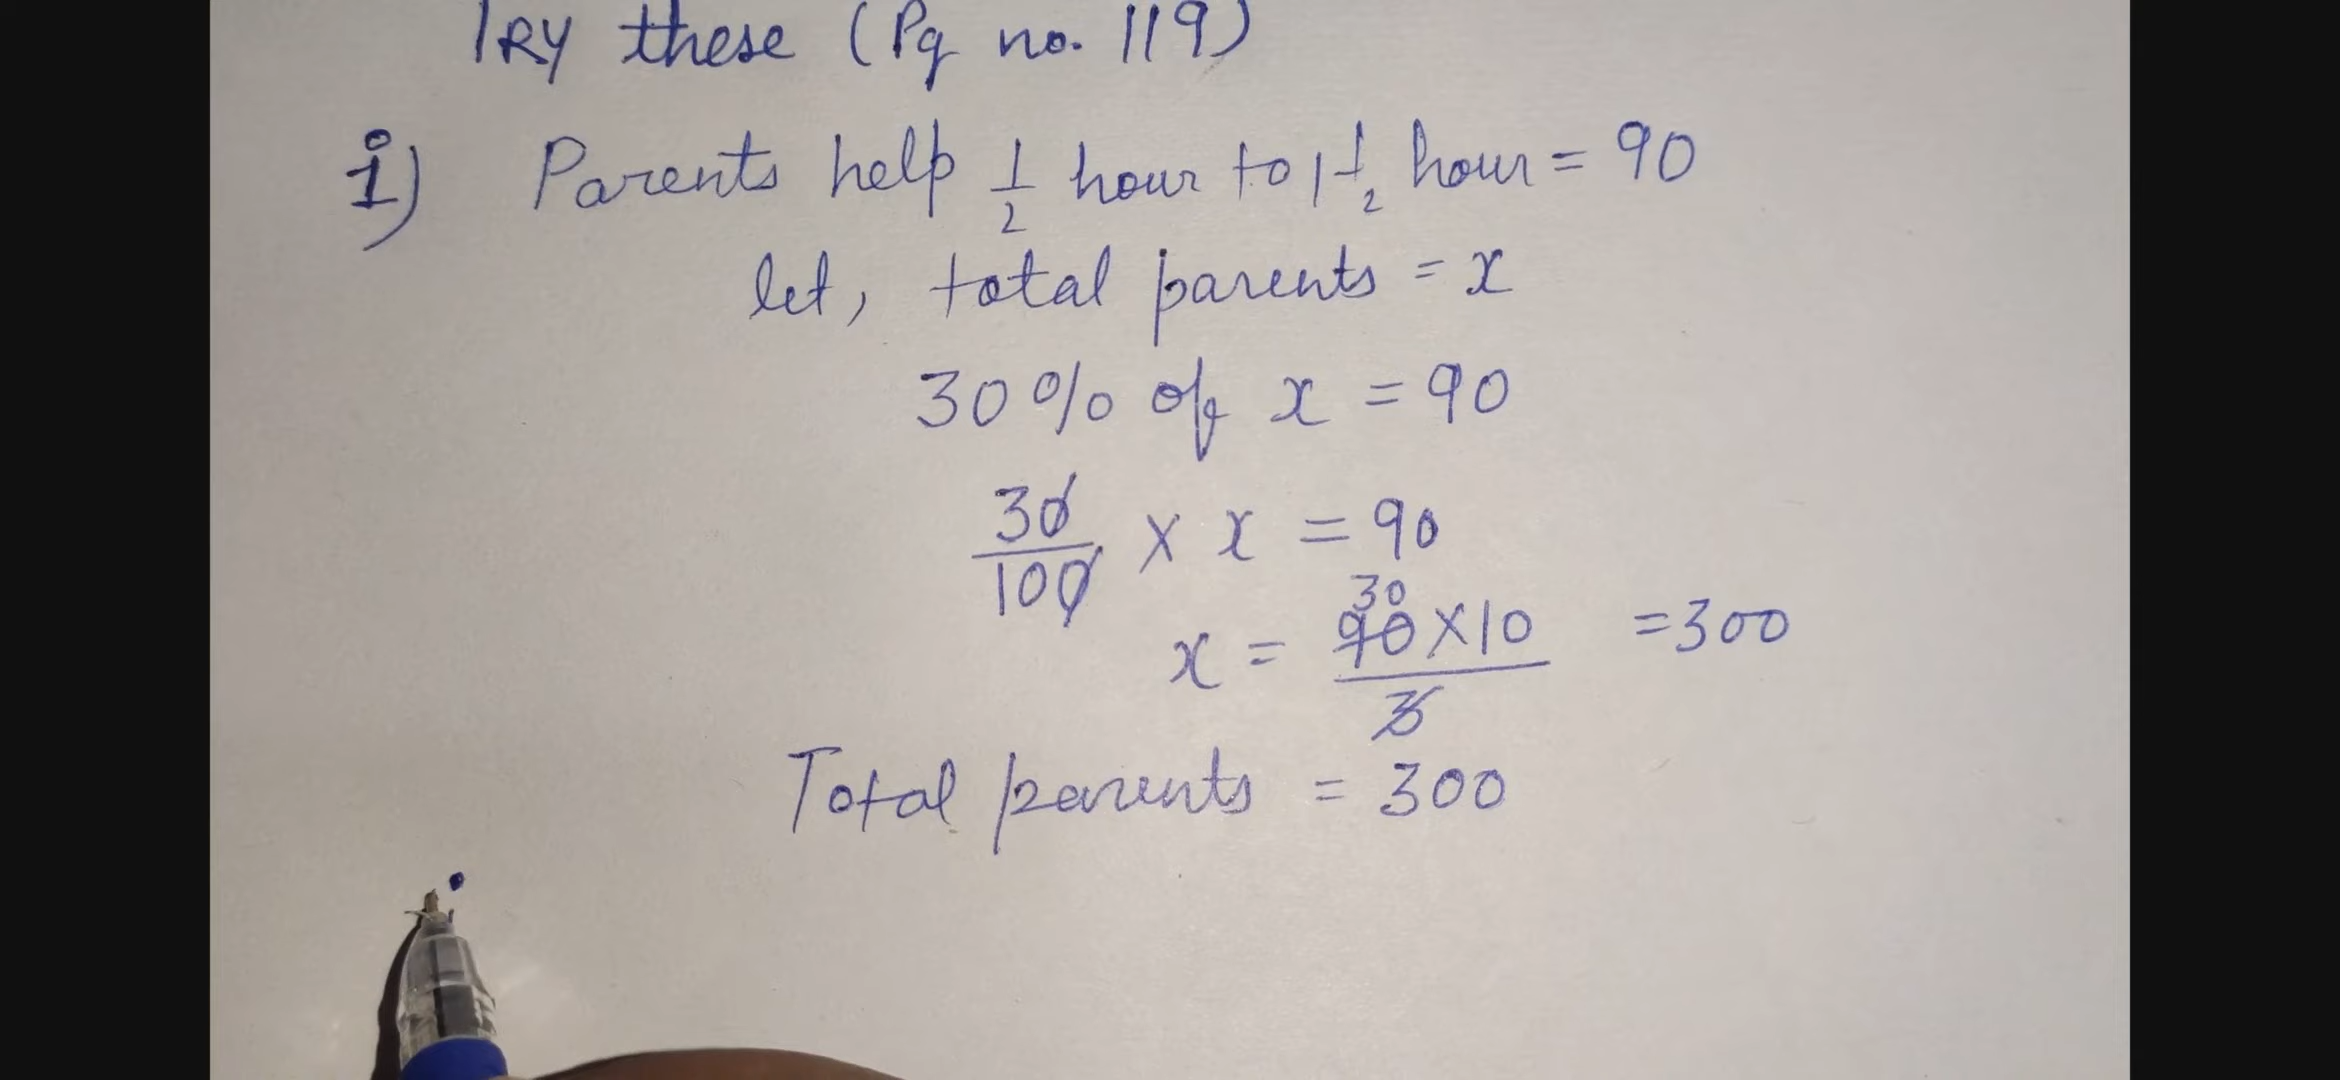 TRY these (Pg no. 119)
i) Parents help 1/2 hour to 1 1/2 hour = 90
let, total parents = x
30% of x = 90
30/100 × x = 90
30
x = 90 × 10 / 3 = 300
Total parents = 300